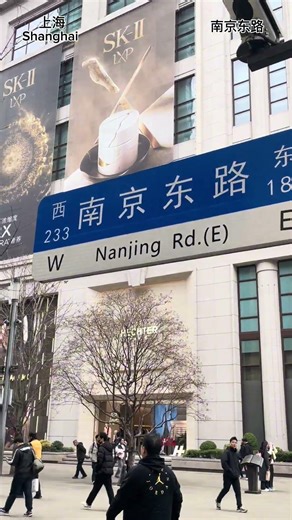 上海
Shanghai
南京东路
SK-II
LXP
SK-II
LXP
西 南京东路 东
233
18
W Nanjing Rd.(E) E